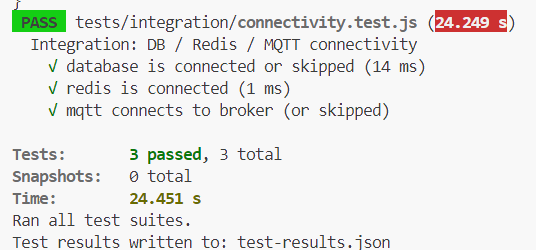 }
PASS tests/integration/connectivity.test.js (24.249 s)
Integration: DB / Redis / MQTT connectivity
√ database is connected or skipped (14 ms)
√ redis is connected (1 ms)
√ mqtt connects to broker (or skipped)
Tests: 3 passed, 3 total
Snapshots: 0 total
Time: 24.451 s
Ran all test suites.
Test results written to: test-results.json